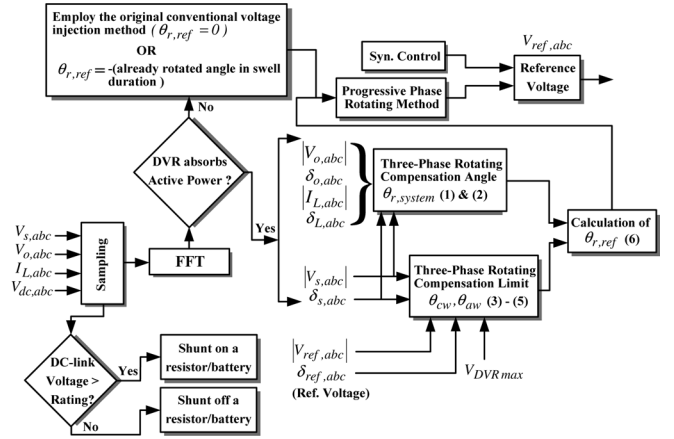 Employ the original conventional voltage
injection method (θr,ref =0)
OR
θr,ref= -(already rotated angle in swell
duration )
No
DVR absorbs
Active Power ?
Yes
Vs,abc
Vo,abc
IL,abc
Vdc,abc
Sampling
FFT
DC-link
Voltage >
Rating?
Yes
No
Shunt on a
resistor/battery
Shunt off a
resistor/battery
|Vo,abc|
δo,abc
|IL,abc|
δL,abc
|Vs,abc|
δs,abc
|Vref,abc|
δref,abc
(Ref. Voltage)
VDVR max
Three-Phase Rotating
Compensation Angle
θr,system (1) & (2)
Three-Phase Rotating
Compensation Limit
θcw,θaw (3) - (5)
Calculation of
θr,ref (6)
Syn. Control
Progressive Phase
Rotating Method
Reference
Voltage
Vref,abc